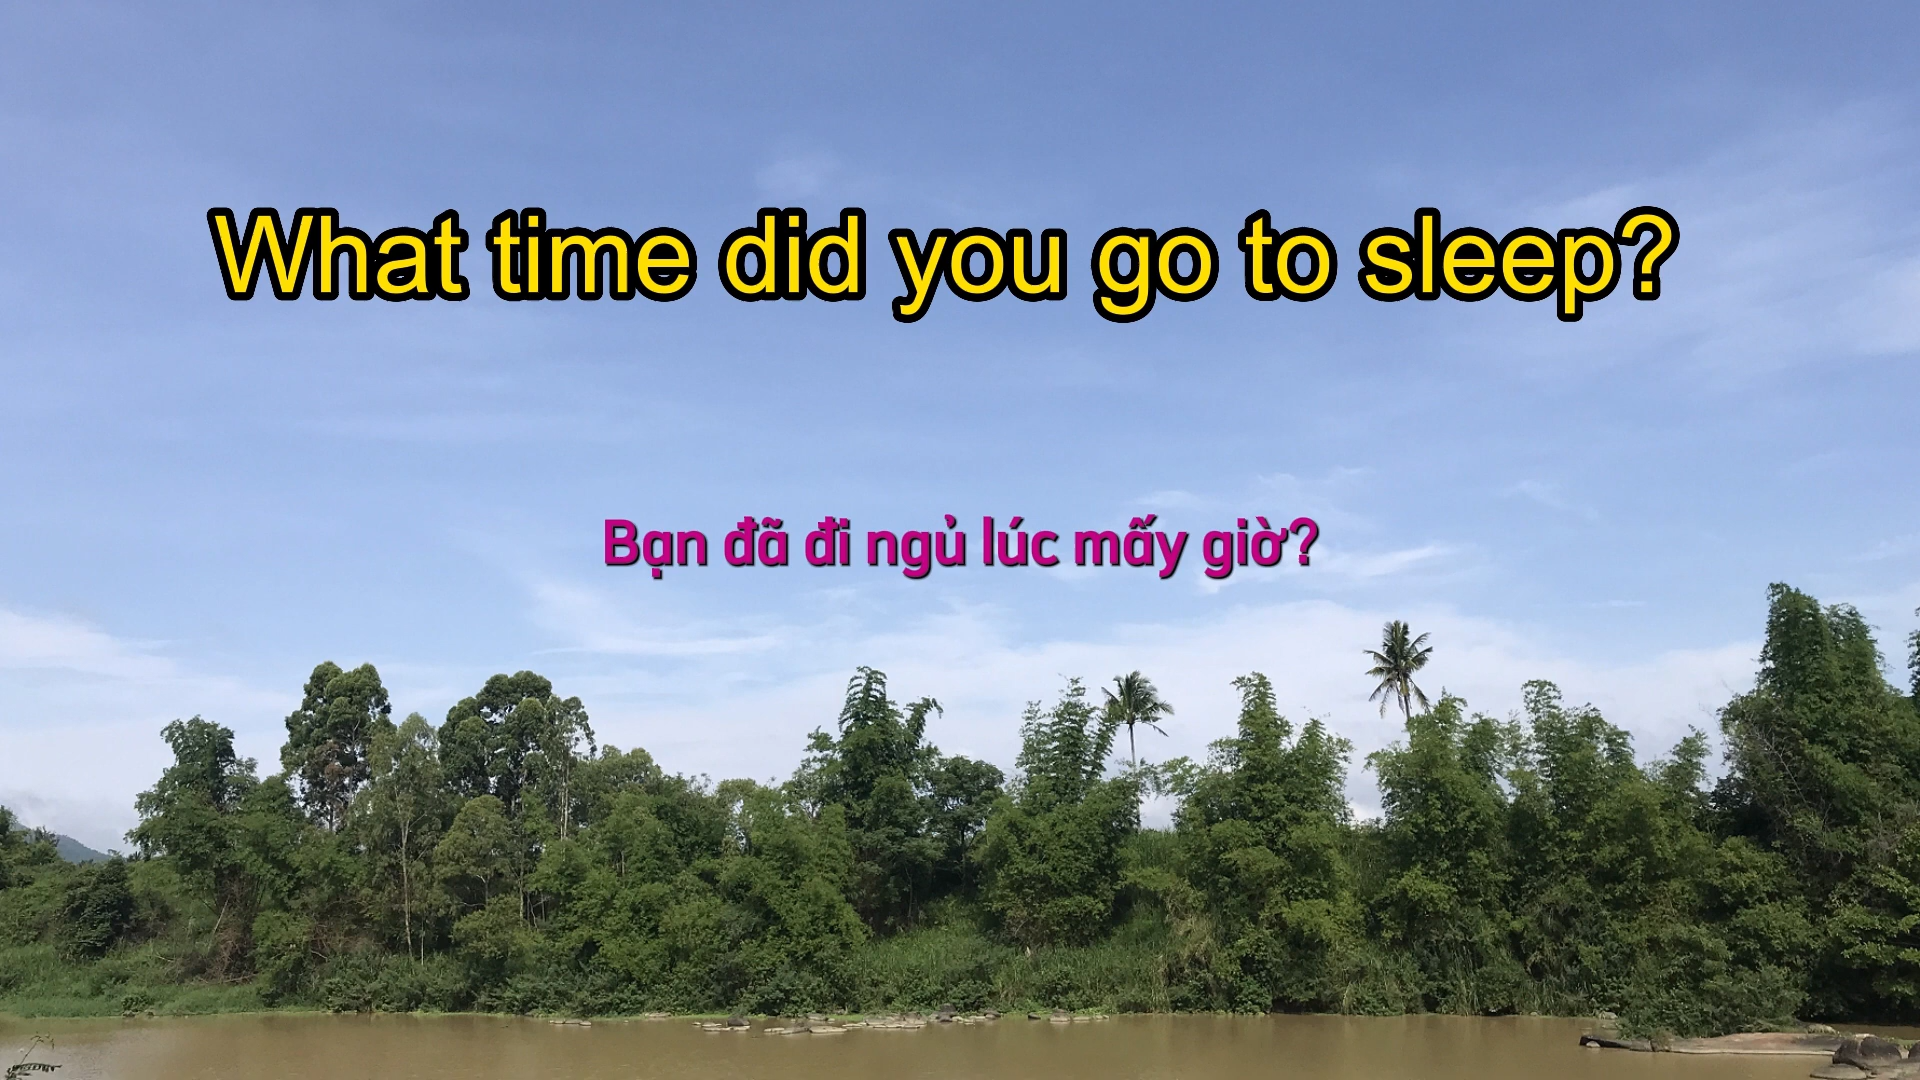 What time did you go to sleep?
Bạn đã đi ngủ lúc mấy giờ?